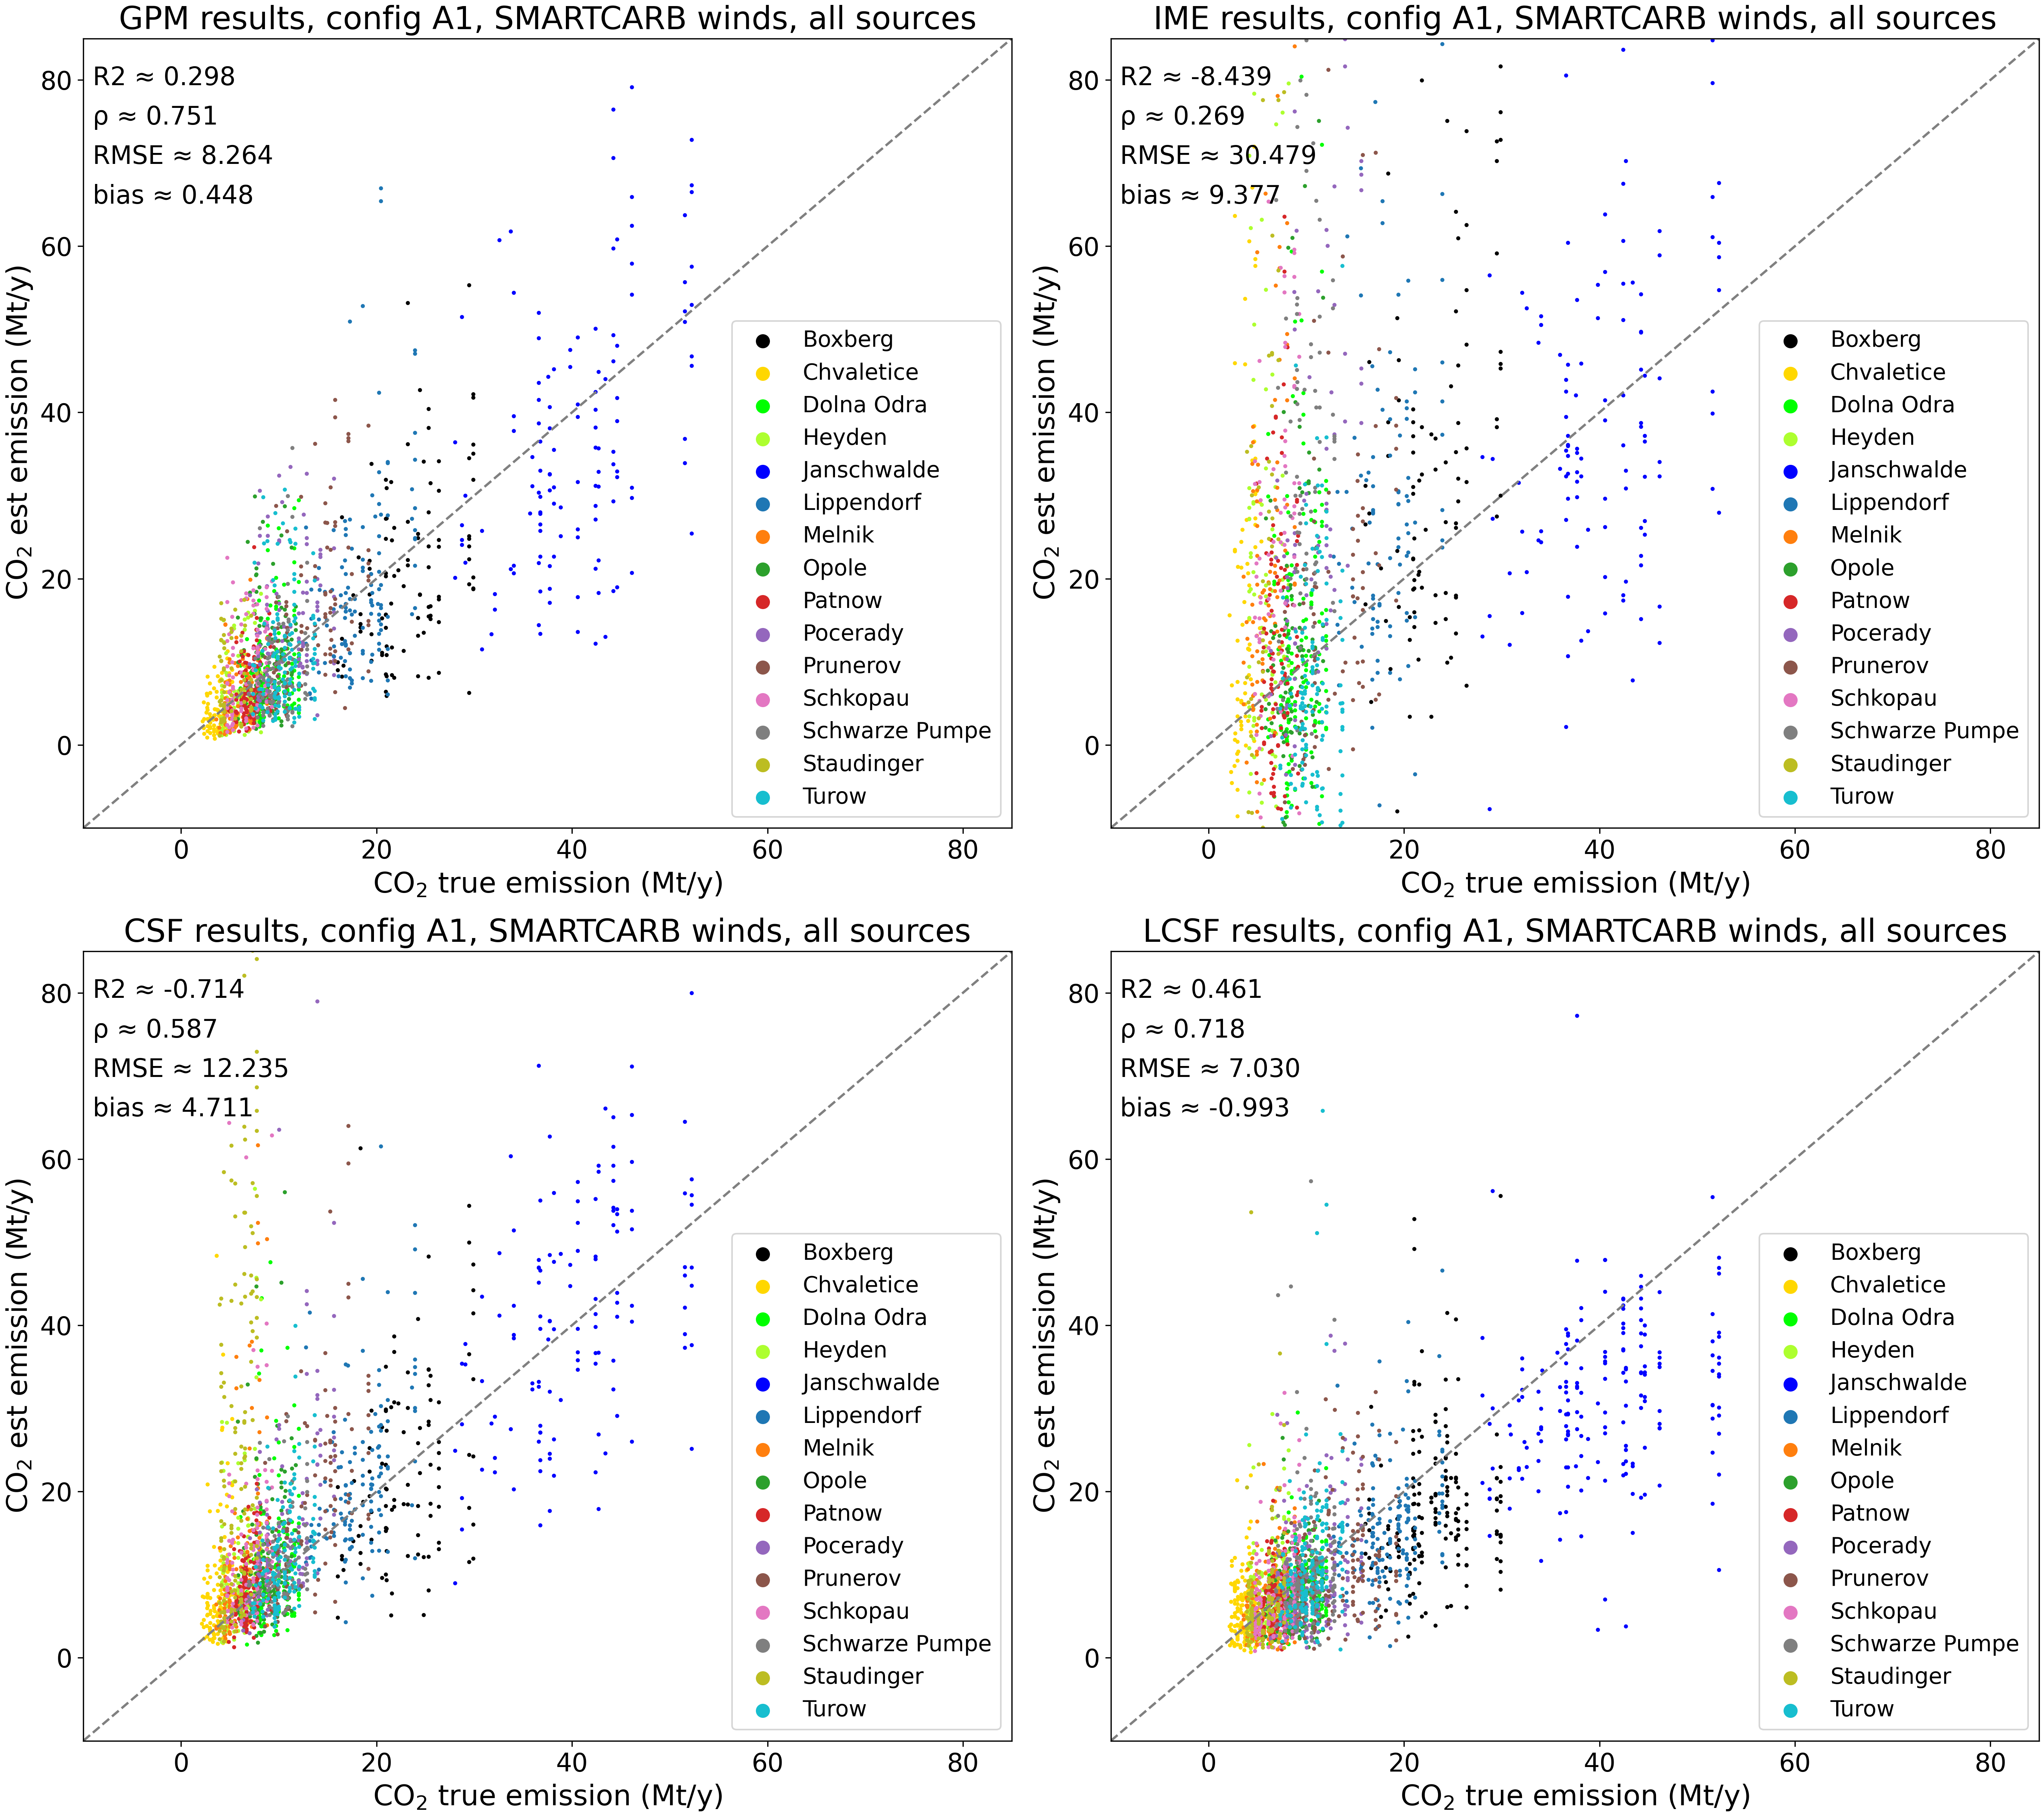 GPM results, config A1, SMARTCARB winds, all sources
R2 ≈ 0.298
ρ ≈ 0.751
RMSE ≈ 8.264
bias ≈ 0.448
80
60
40
20
0
CO₂ est emission (Mt/y)
Boxberg
Chvaletice
Dolna Odra
Heyden
Janschwalde
Lippendorf
Melnik
Opole
Patnow
Pocerady
Prunerov
Schkopau
Schwarze Pumpe
Staudinger
Turow
0 20 40 60 80
CO₂ true emission (Mt/y)
IME results, config A1, SMARTCARB winds, all sources
R2 ≈ -8.439
ρ ≈ 0.269
RMSE ≈ 30.479
bias ≈ 9.377
80
60
40
20
0
CO₂ est emission (Mt/y)
Boxberg
Chvaletice
Dolna Odra
Heyden
Janschwalde
Lippendorf
Melnik
Opole
Patnow
Pocerady
Prunerov
Schkopau
Schwarze Pumpe
Staudinger
Turow
0 20 40 60 80
CO₂ true emission (Mt/y)
CSF results, config A1, SMARTCARB winds, all sources
R2 ≈ -0.714
ρ ≈ 0.587
RMSE ≈ 12.235
bias ≈ 4.711
80
60
40
20
0
CO₂ est emission (Mt/y)
Boxberg
Chvaletice
Dolna Odra
Heyden
Janschwalde
Lippendorf
Melnik
Opole
Patnow
Pocerady
Prunerov
Schkopau
Schwarze Pumpe
Staudinger
Turow
0 20 40 60 80
CO₂ true emission (Mt/y)
LCSF results, config A1, SMARTCARB winds, all sources
R2 ≈ 0.461
ρ ≈ 0.718
RMSE ≈ 7.030
bias ≈ -0.993
80
60
40
20
0
CO₂ est emission (Mt/y)
Boxberg
Chvaletice
Dolna Odra
Heyden
Janschwalde
Lippendorf
Melnik
Opole
Patnow
Pocerady
Prunerov
Schkopau
Schwarze Pumpe
Staudinger
Turow
0 20 40 60 80
CO₂ true emission (Mt/y)